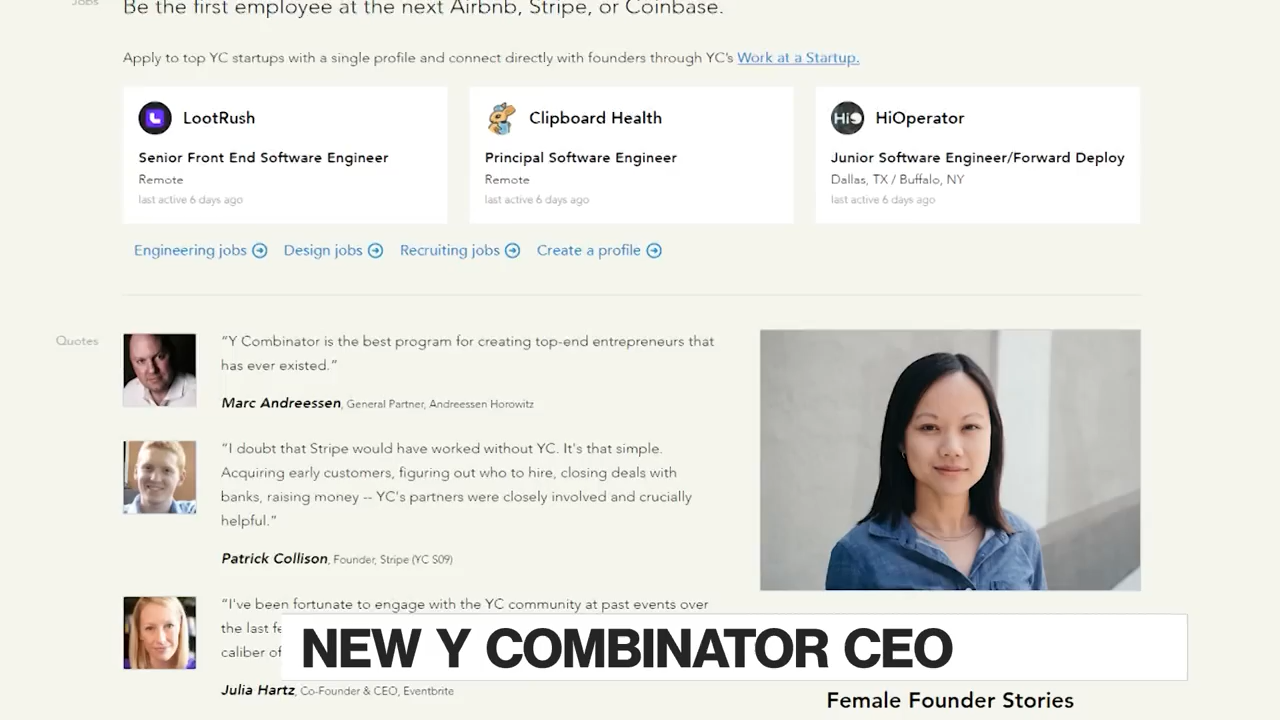 Jobs
Be the first employee at the next Airbnb, Stripe, or Coinbase.
Apply to top YC startups with a single profile and connect directly with founders through YC's Work at a Startup.
LootRush
Senior Front End Software Engineer
Remote
last active 6 days ago
Clipboard Health
Principal Software Engineer
Remote
last active 6 days ago
HiO
HiOperator
Junior Software Engineer/Forward Deploy
Dallas, TX / Buffalo, NY
last active 6 days ago
Engineering jobs
Design jobs
Recruiting jobs
Create a profile
Quotes
“Y Combinator is the best program for creating top-end entrepreneurs that
has ever existed.”
Marc Andreessen, General Partner, Andreessen Horowitz
“I doubt that Stripe would have worked without YC. It's that simple.
Acquiring early customers, figuring out who to hire, closing deals with
banks, raising money -- YC's partners were closely involved and crucially
helpful.”
Patrick Collison, Founder, Stripe (YC S09)
“I've been fortunate to engage with the YC community at past events over
the last
caliber of
Julia Hartz, Co-Founder & CEO, Eventbrite
NEW Y COMBINATOR CEO
Female Founder Stories